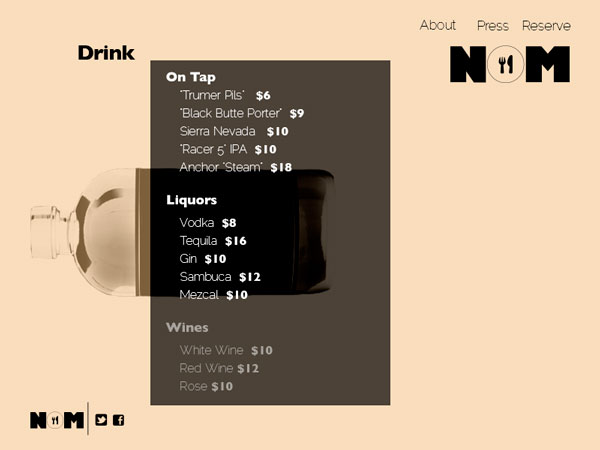 About Press Reserve
NOM
Drink
On Tap
"Trumer Pils" $6
"Black Butte Porter" $9
Sierra Nevada $10
"Racer 5" IPA $10
Anchor "Steam" $18
Liquors
Vodka $8
Tequila $16
Gin $10
Sambuca $12
Mezcal $10
Wines
White Wine $10
Red Wine $12
Rose $10
NOM